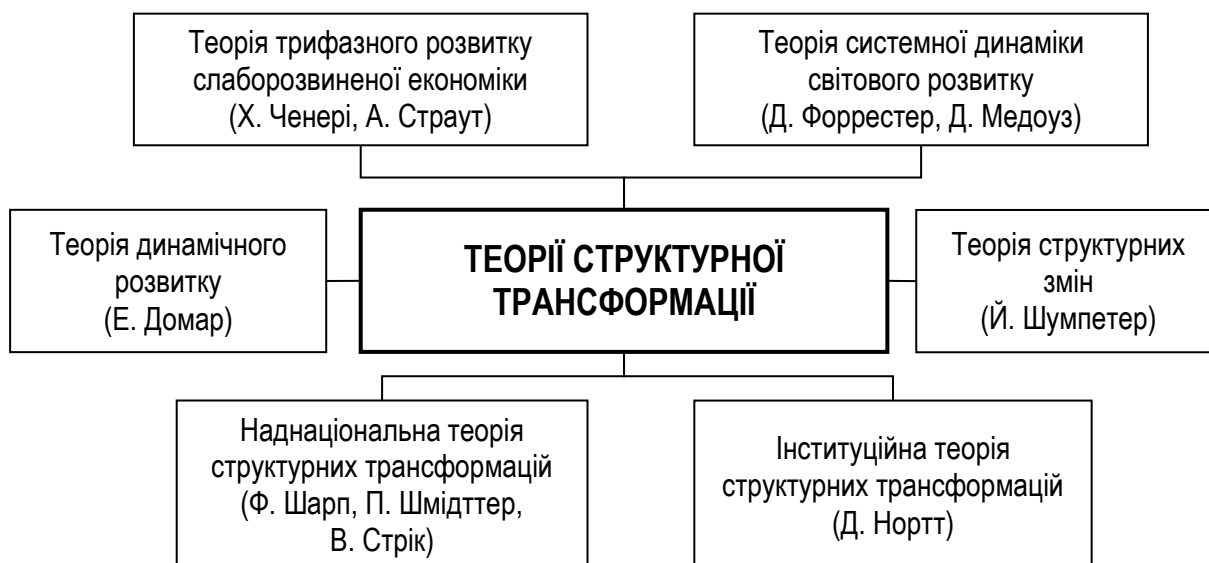 Теорія трифазного розвитку
слаборозвиненої економіки
(Х. Ченері, А. Страут)
Теорія системної динаміки
світового розвитку
(Д. Форрестер, Д. Медоуз)
Теорія динамічного
розвитку
(Е. Домар)
ТЕОРІЇ СТРУКТУРНОЇ
ТРАНСФОРМАЦІЇ
Теорія структурних
змін
(Й. Шумпетер)
Наднаціональна теорія
структурних трансформацій
(Ф. Шарп, П. Шмідттер,
В. Стрік)
Інституційна теорія
структурних трансформацій
(Д. Нортт)